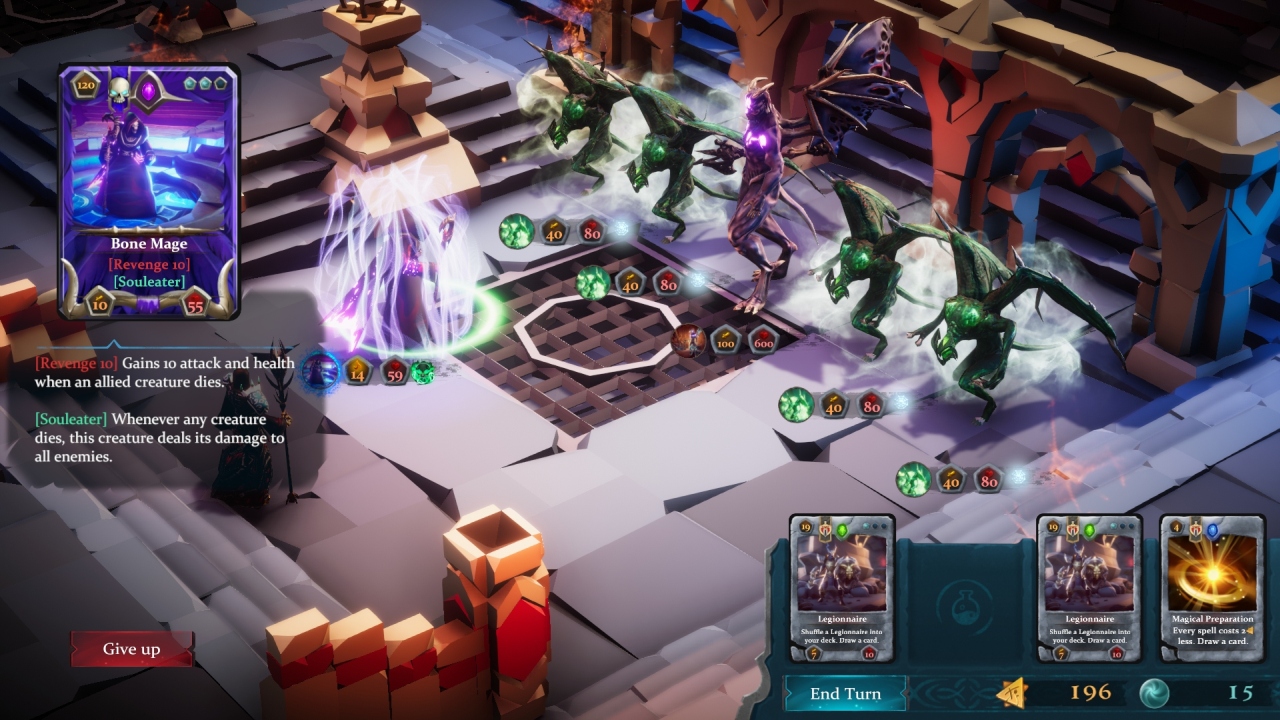 120
Bone Mage
[Revenge 10]
[Souleater]
10
55
[Revenge 10] Gains 10 attack and health
when an allied creature dies.
[Souleater] Whenever any creature
dies, this creature deals its damage to
all enemies.
40 80
40 80
100 600
14 59
40 80
40 80
19
Legionnaire
Shuffle a Legionnaire into
your deck. Draw a card.
7 10
19
Legionnaire
Shuffle a Legionnaire into
your deck. Draw a card.
7 10
4
Magical Preparation
Every spell costs 2
less. Draw a card.
Give up
End Turn
196
15